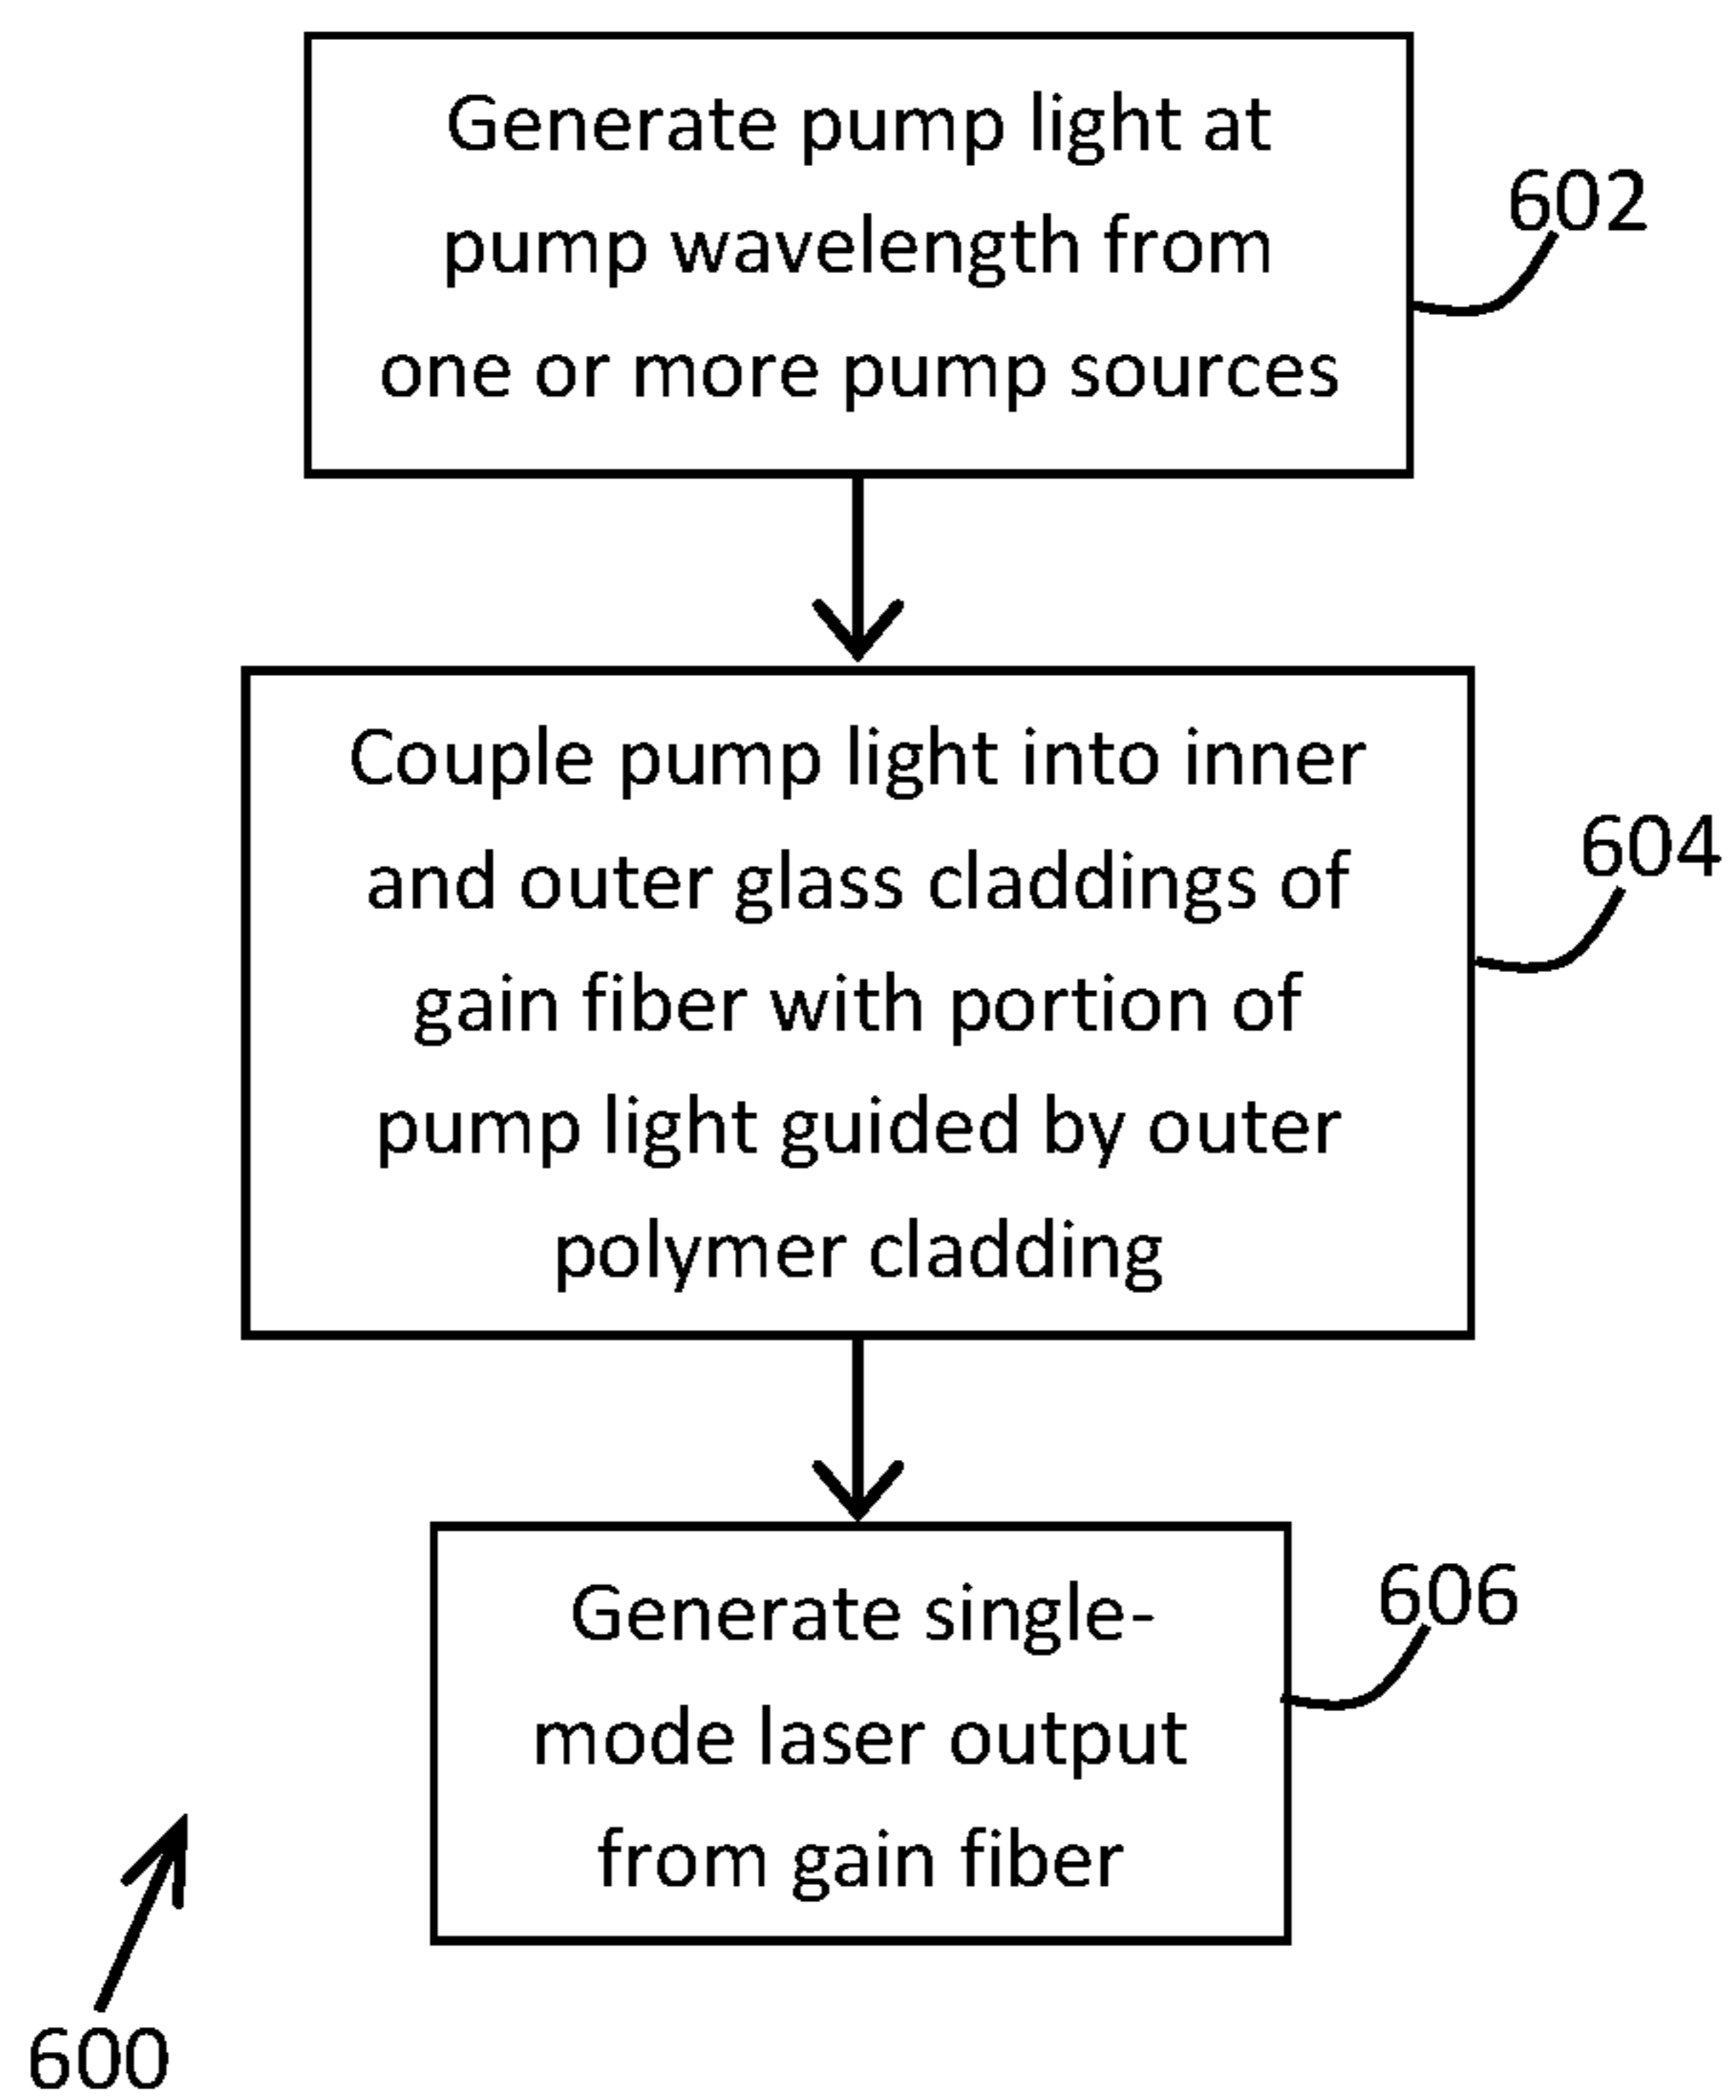 Generate pump light at
pump wavelength from
one or more pump sources
602
Couple pump light into inner
and outer glass claddings of
gain fiber with portion of
pump light guided by outer
polymer cladding
604
Generate single-
mode laser output
from gain fiber
606
600